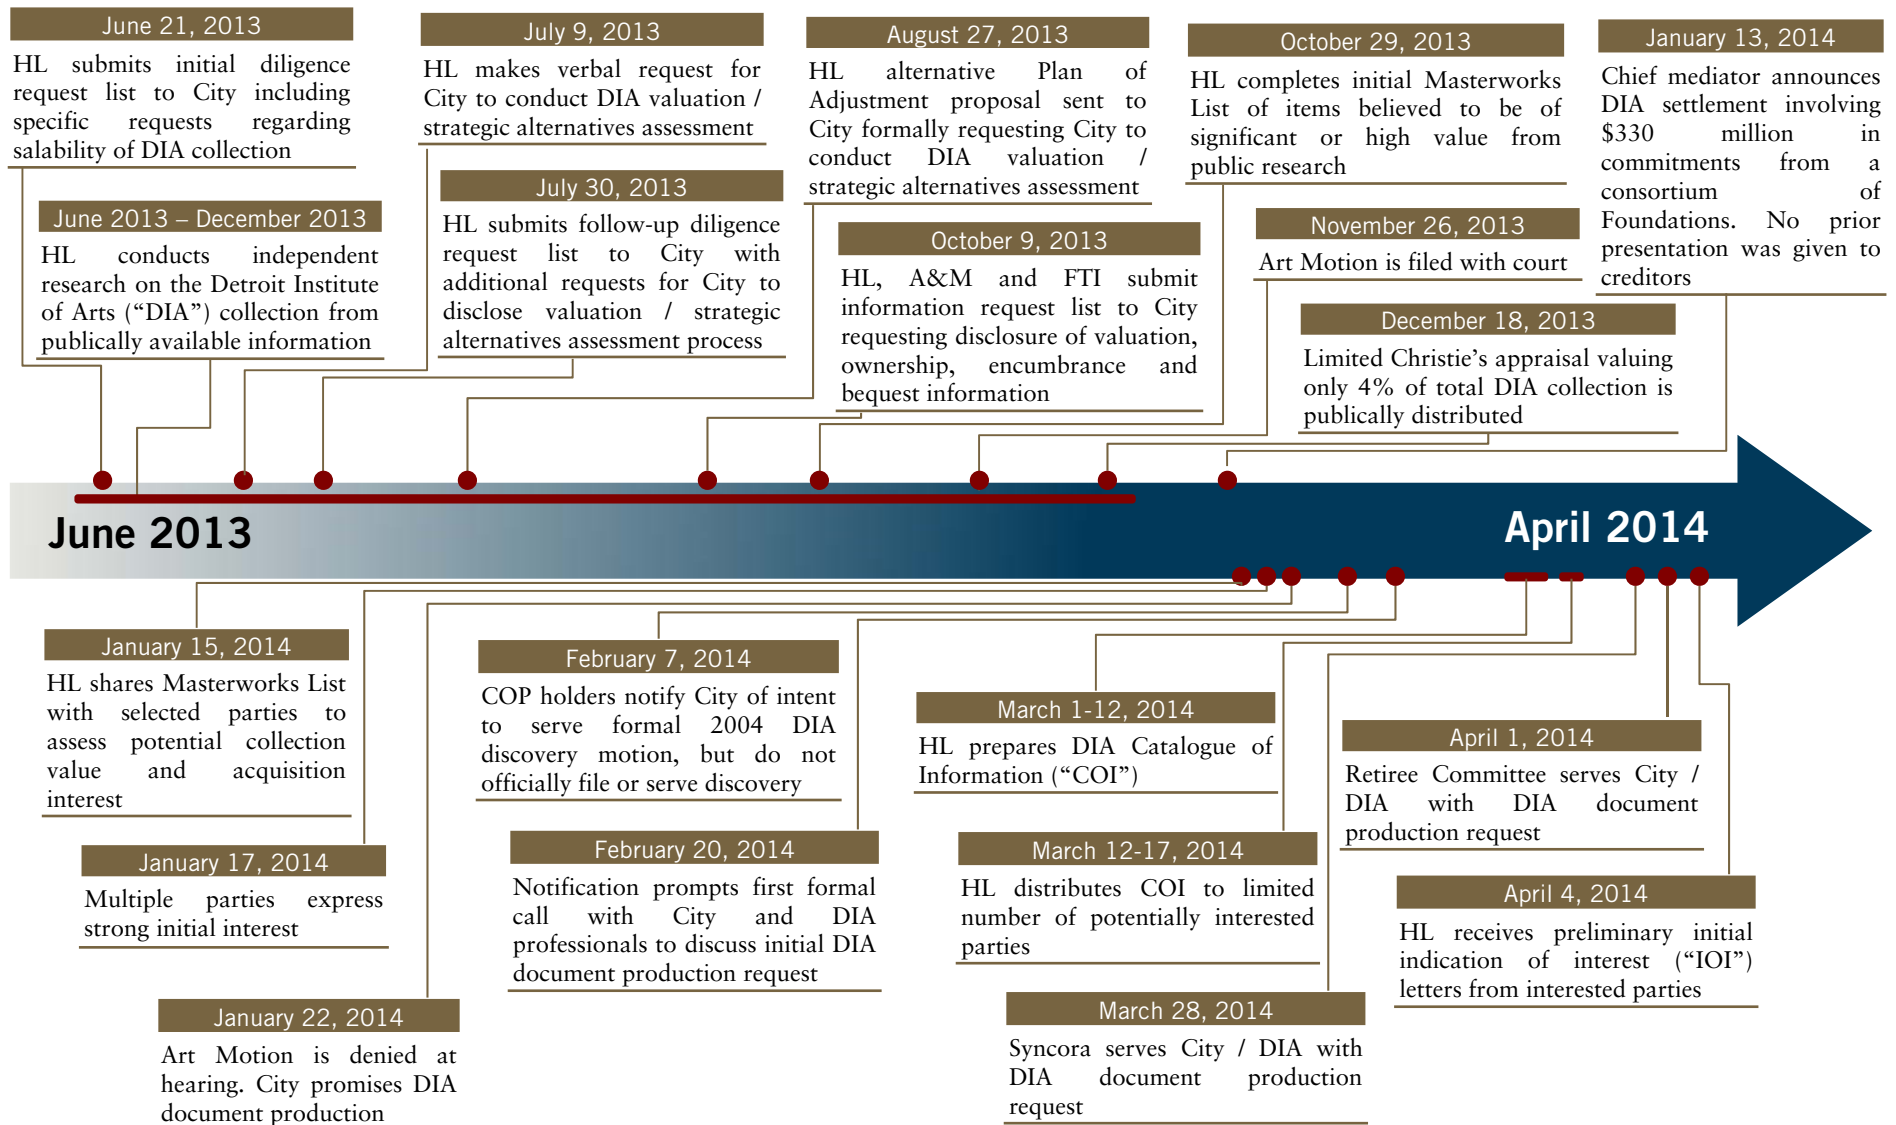 June 21, 2013
HL submits initial diligence
request list to City including
specific requests regarding
salability of DIA collection
June 2013 – December 2013
HL conducts independent
research on the Detroit Institute
of Arts (“DIA”) collection from
publically available information
July 9, 2013
HL makes verbal request for
City to conduct DIA valuation /
strategic alternatives assessment
July 30, 2013
HL submits follow-up diligence
request list to City with
additional requests for City to
disclose valuation / strategic
alternatives assessment process
August 27, 2013
HL alternative Plan of
Adjustment proposal sent to
City formally requesting City to
conduct DIA valuation /
strategic alternatives assessment
October 9, 2013
HL, A&M and FTI submit
information request list to City
requesting disclosure of valuation,
ownership, encumbrance and
bequest information
October 29, 2013
HL completes initial Masterworks
List of items believed to be of
significant or high value from
public research
November 26, 2013
Art Motion is filed with court
December 18, 2013
Limited Christie’s appraisal valuing
only 4% of total DIA collection is
publically distributed
January 13, 2014
Chief mediator announces
DIA settlement involving
$330 million in
commitments from a
consortium of
Foundations. No prior
presentation was given to
creditors
June 2013
April 2014
January 15, 2014
HL shares Masterworks List
with selected parties to
assess potential collection
value and acquisition
interest
January 17, 2014
Multiple parties express
strong initial interest
January 22, 2014
Art Motion is denied at
hearing. City promises DIA
document production
February 7, 2014
COP holders notify City of intent
to serve formal 2004 DIA
discovery motion, but do not
officially file or serve discovery
February 20, 2014
Notification prompts first formal
call with City and DIA
professionals to discuss initial DIA
document production request
March 1-12, 2014
HL prepares DIA Catalogue of
Information (“COI”)
March 12-17, 2014
HL distributes COI to limited
number of potentially interested
parties
March 28, 2014
Syncora serves City / DIA with
DIA document production
request
April 1, 2014
Retiree Committee serves City /
DIA with DIA document
production request
April 4, 2014
HL receives preliminary initial
indication of interest (“IOI”)
letters from interested parties